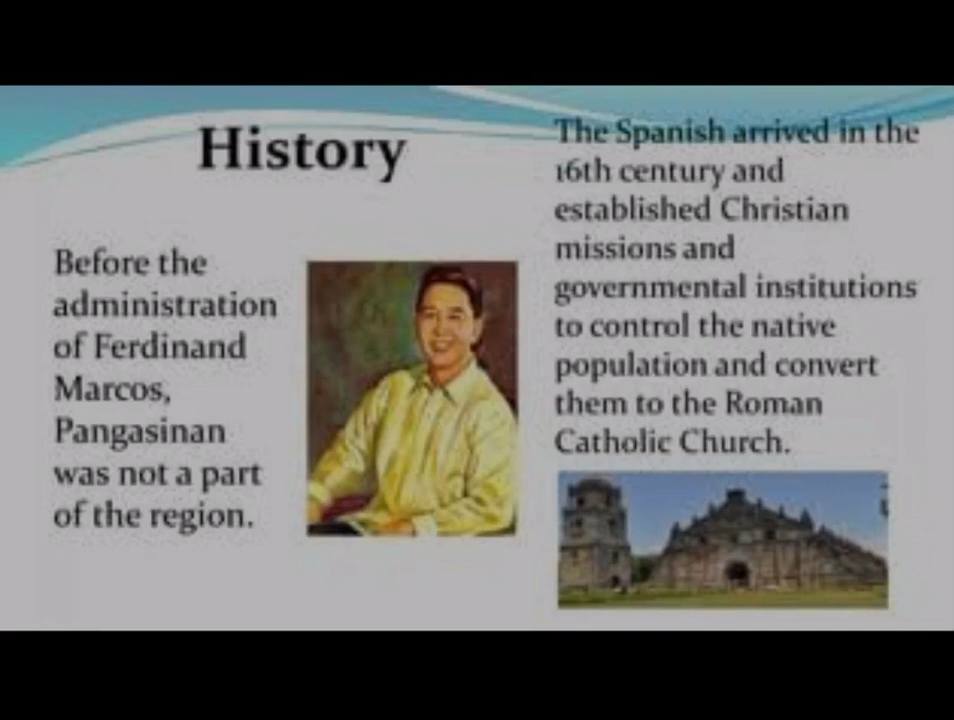 History
Before the
administration
of Ferdinand
Marcos,
Pangasinan
was not a part
of the region.
The Spanish arrived in the
16th century and
established Christian
missions and
governmental institutions
to control the native
population and convert
them to the Roman
Catholic Church.